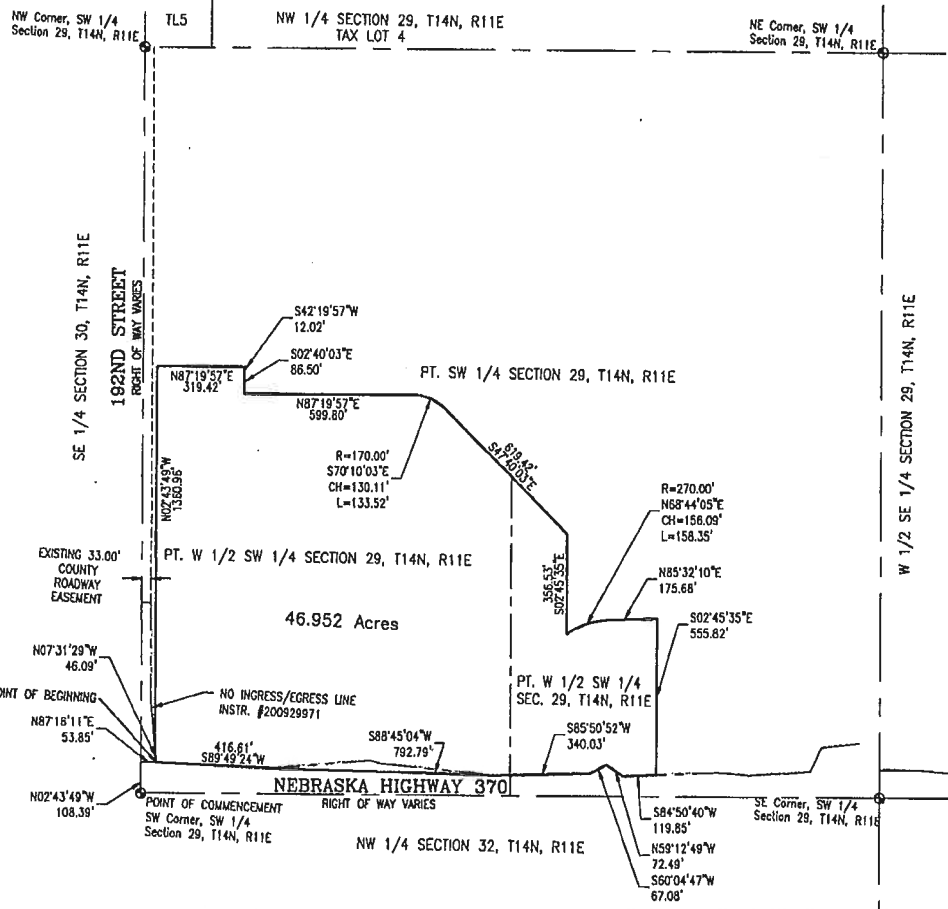 NW Corner, SW 1/4
Section 29, T14N, R11E
TL5
NW 1/4 SECTION 29, T14N, R11E
TAX LOT 4
NE Corner, SW 1/4
Section 29, T14N, R11E
SE 1/4 SECTION 30, T14N, R11E
192ND STREET
RIGHT OF WAY VARIES
S42°19'57"W
12.02'
S02°40'03"E
86.50'
N87°19'57"E
319.42'
PT. SW 1/4 SECTION 29, T14N, R11E
N87°19'57"E
599.80'
R=170.00'
S70°10'03"E
CH=130.11'
L=133.52'
619.42'
S47°40'03"E
N02°43'49"W
1360.96'
R=270.00'
N68°44'05"E
CH=156.09'
L=158.35'
W 1/2 SE 1/4 SECTION 29, T14N, R11E
EXISTING 33.00'
COUNTY
ROADWAY
EASEMENT
PT. W 1/2 SW 1/4 SECTION 29, T14N, R11E
356.53'
S02°45'35"E
N85°32'10"E
175.68'
46.952 Acres
S02°45'35"E
555.82'
N07°31'29"W
46.09'
OINT OF BEGINNING
NO INGRESS/EGRESS LINE
INSTR. #200929971
PT. W 1/2 SW 1/4
SEC. 29, T14N, R11E
N87°18'11"E
53.85'
416.61'
S89°49'24"W
S88°45'04"W
792.79'
S85°50'52"W
340.03'
NEBRASKA HIGHWAY 370
RIGHT OF WAY VARIES
N02°43'49"W
108.39'
POINT OF COMMENCEMENT
SW Corner, SW 1/4
Section 29, T14N, R11E
SE Corner, SW 1/4
Section 29, T14N, R11E
S84°50'40"W
119.85'
NW 1/4 SECTION 32, T14N, R11E
N59°12'49"W
72.49'
S60°04'47"W
67.08'